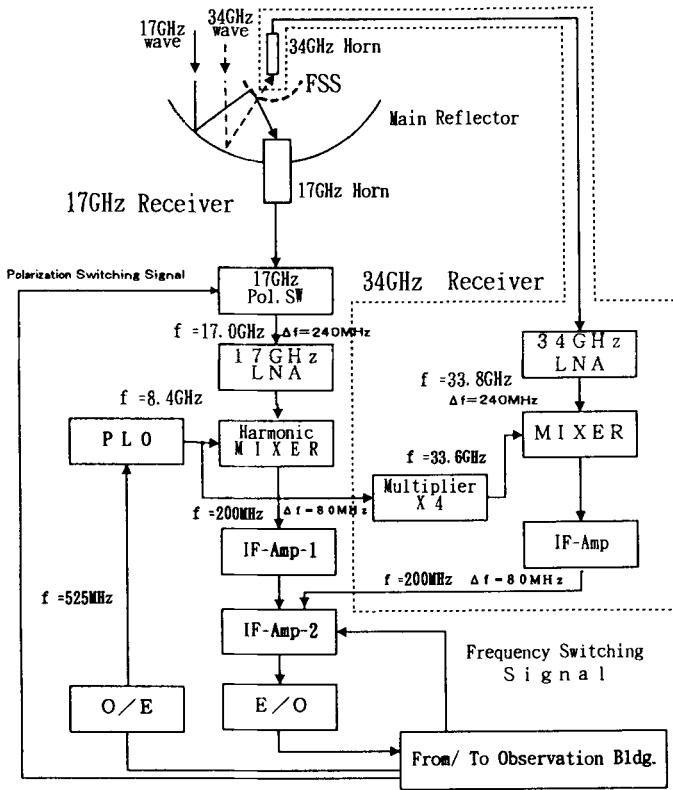 17GHz
wave
34GHz
wave
34GHz Horn
FSS
Main Reflector
17GHz Horn
17GHz Receiver
Polarization Switching Signal
17GHz
Pol.SW
34GHz Receiver
f =17.0GHz
Δf=240MHz
17GHz
LNA
34GHz
LNA
f =33.8GHz
Δf=240MHz
f =8.4GHz
PLO
Harmonic
MIXER
MIXER
f =33.6GHz
Multiplier
X 4
f =200MHz
Δf=80MHz
IF-Amp-1
IF-Amp
f =200MHz
Δf=80MHz
f =525MHz
IF-Amp-2
Frequency Switching
Signal
O/E
E/O
From/ To Observation Bldg.